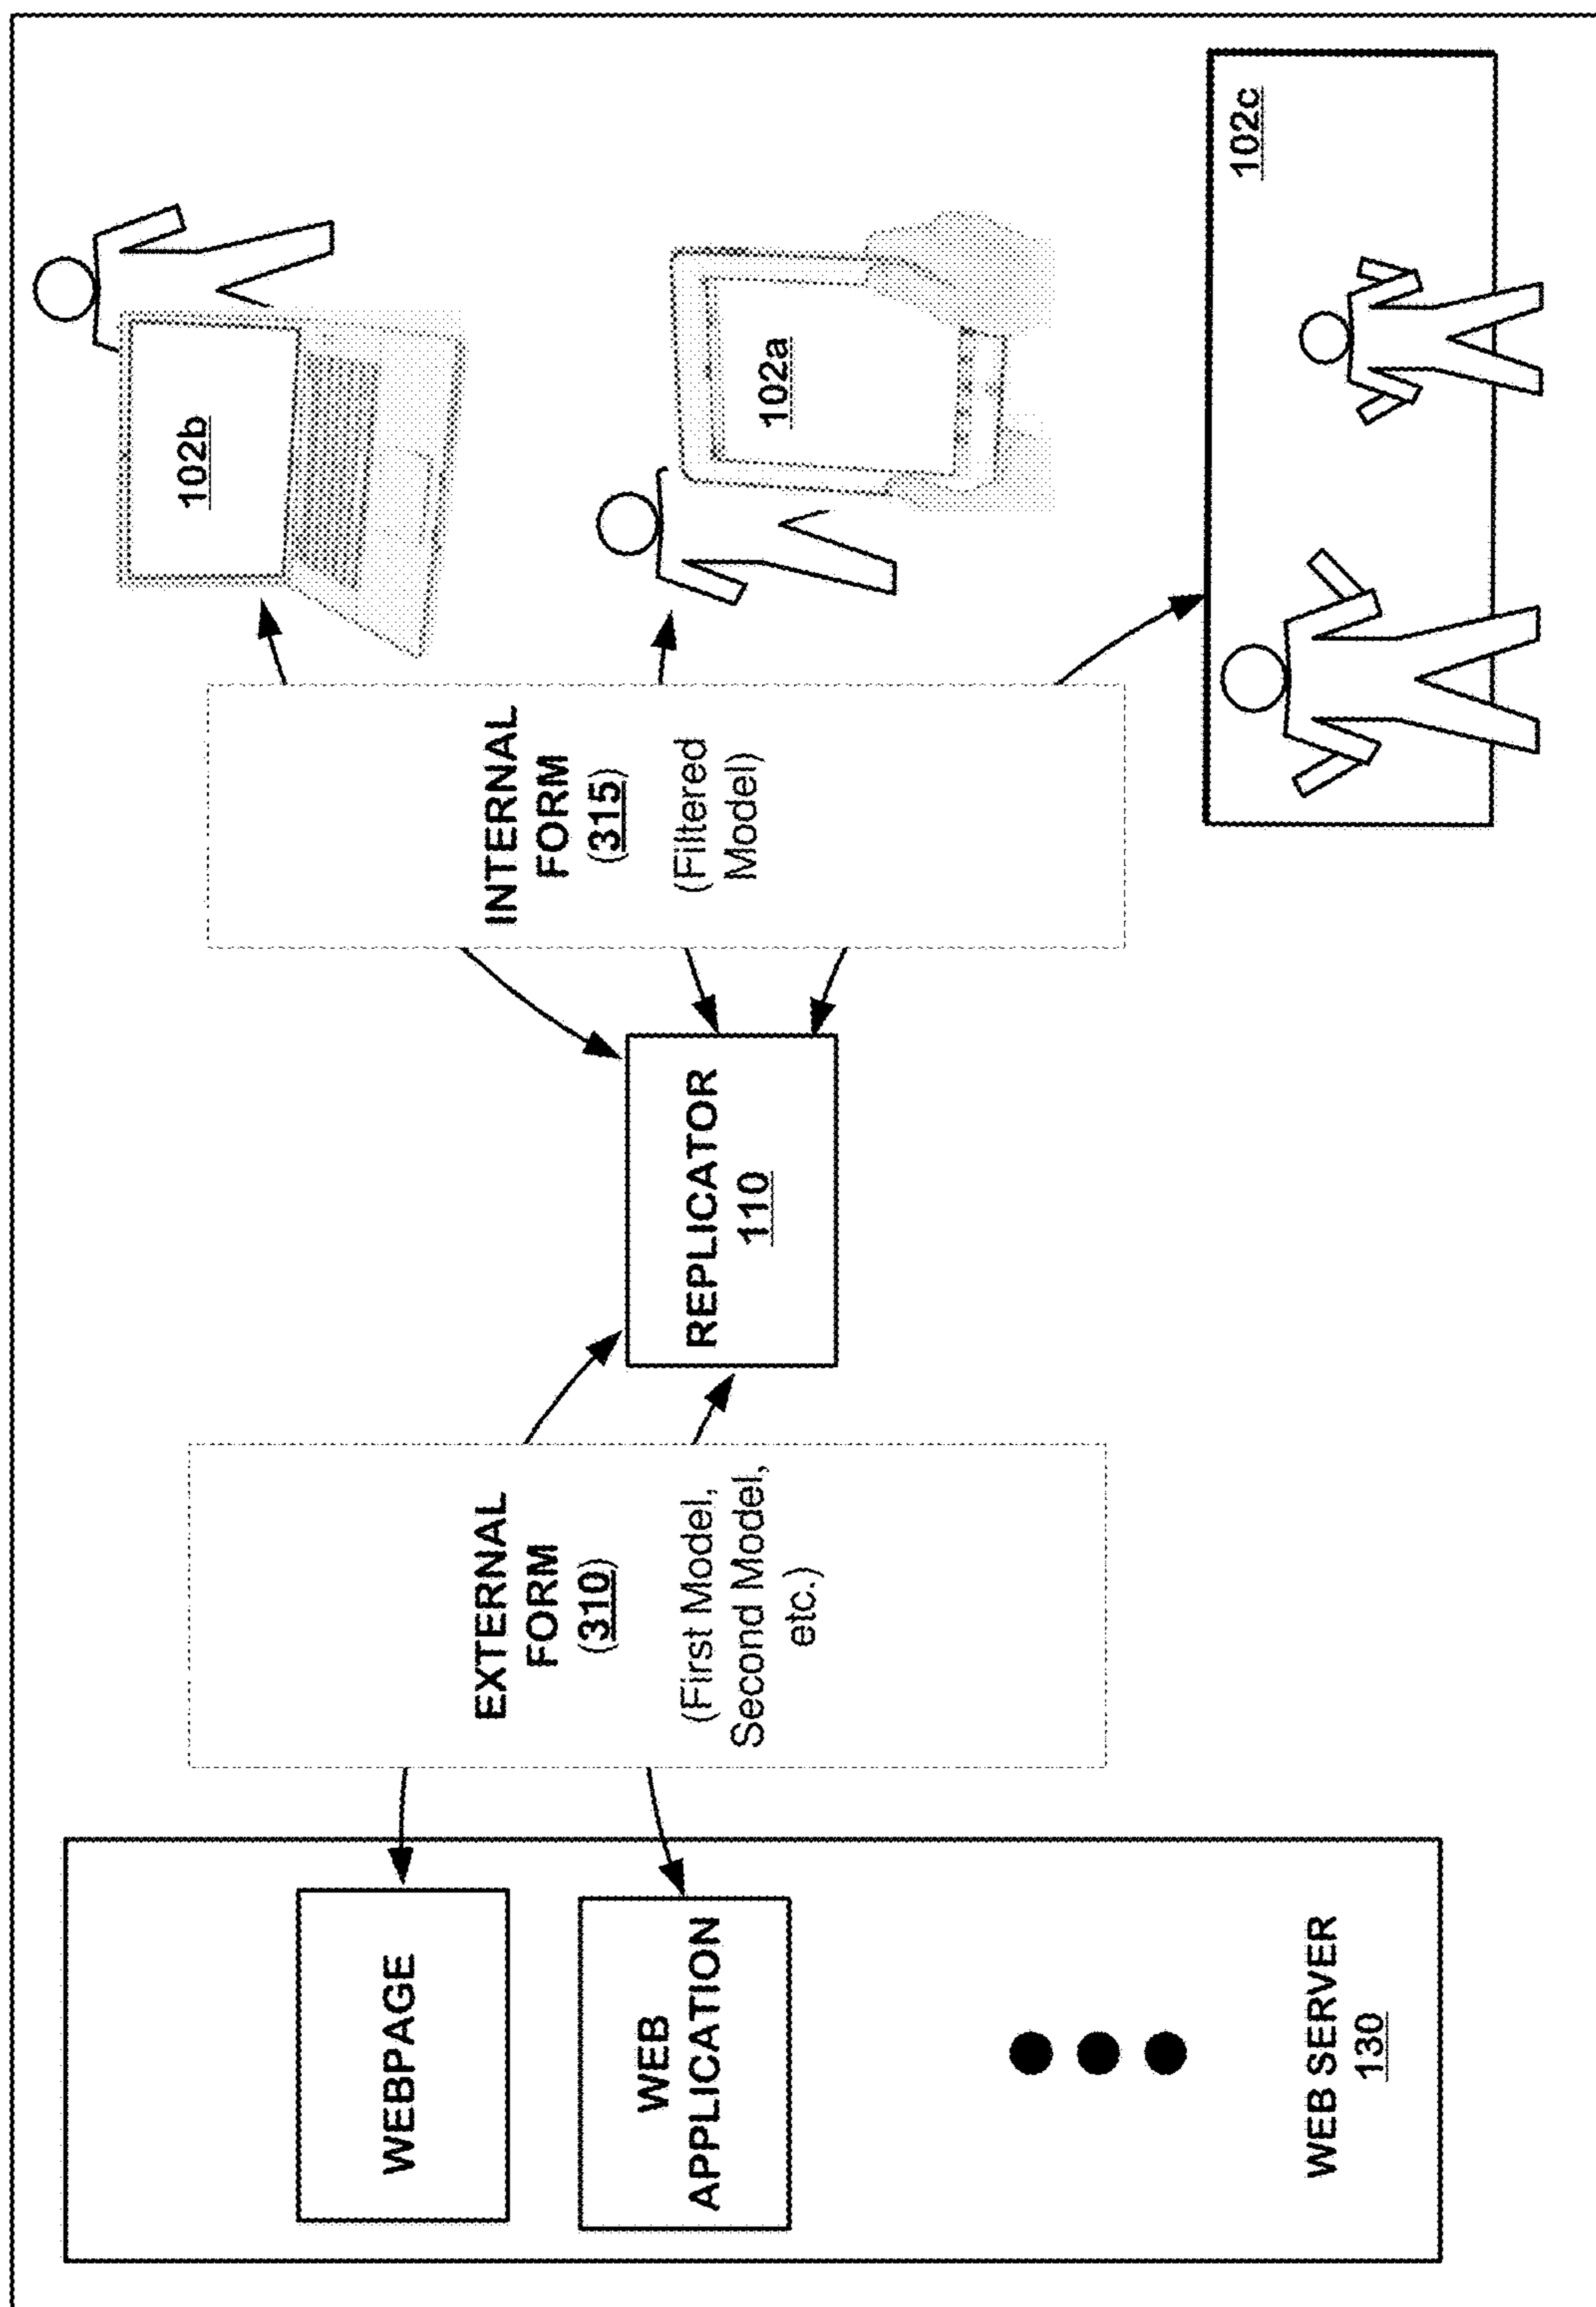 WEBPAGE
WEB
APPLICATION
WEB SERVER
130
EXTERNAL
FORM
(310)
(First Model,
Second Model,
etc.)
REPLICATOR
110
INTERNAL
FORM
(315)
(Filtered
Model)
102b
102a
102c